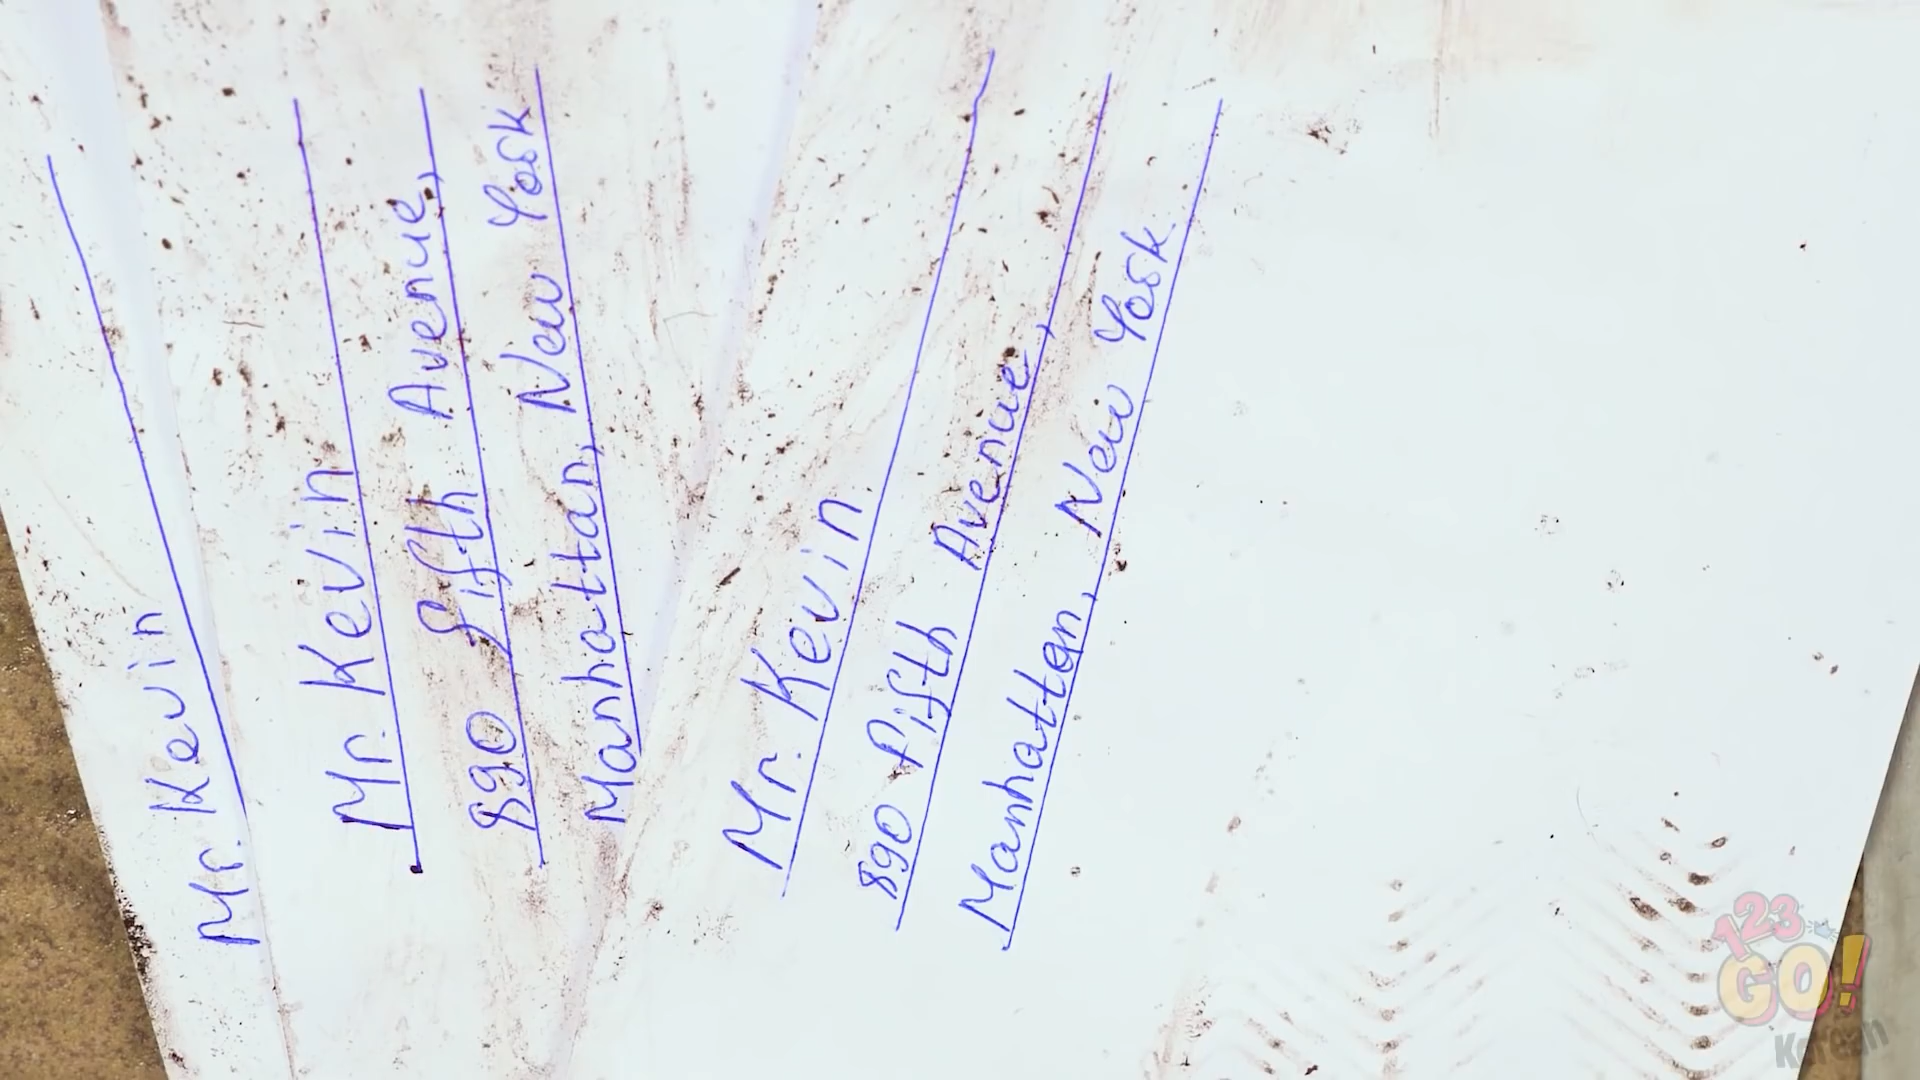 Mr. Kevin
Mr. Kevin
890 Fifth Avenue,
Manhattan, New York
Mr. Kevin
890 Fifth Avenue,
Manhattan, New York
123
GO!
Korean